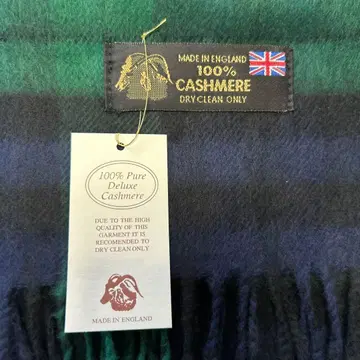 MADE IN ENGLAND
100%
CASHMERE
DRY CLEAN ONLY
100% Pure
Deluxe
Cashmere
DUE TO THE HIGH
QUALITY OF THIS
GARMENT IT IS
RECOMENDED TO
DRY CLEAN ONLY
MADE IN ENGLAND